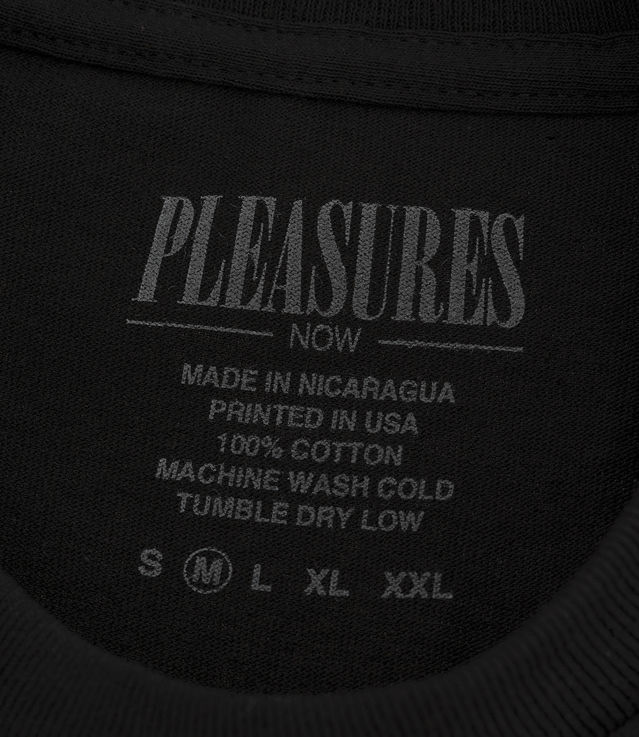 PLEASURES
NOW
MADE IN NICARAGUA
PRINTED IN USA
100% COTTON
MACHINE WASH COLD
TUMBLE DRY LOW
S M L XL XXL